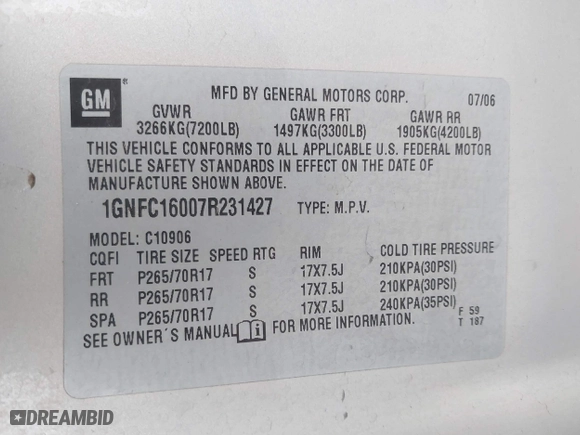 GM ®
MFD BY GENERAL MOTORS CORP. 07/06
GVWR GAWR FRT GAWR RR
3266KG(7200LB) 1497KG(3300LB) 1905KG(4200LB)
THIS VEHICLE CONFORMS TO ALL APPLICABLE U.S. FEDERAL MOTOR
VEHICLE SAFETY STANDARDS IN EFFECT ON THE DATE OF
MANUFACTURE SHOWN ABOVE.
1GNFC16007R231427 TYPE: M.P.V.
MODEL: C10906
CQFI TIRE SIZE SPEED RTG RIM COLD TIRE PRESSURE
FRT P265/70R17 S 17X7.5J 210KPA(30PSI)
RR P265/70R17 S 17X7.5J 210KPA(30PSI)
SPA P265/70R17 S 17X7.5J 240KPA(35PSI)
F 59
T 187
SEE OWNER´S MANUAL FOR MORE INFORMATION.
DREAMBID